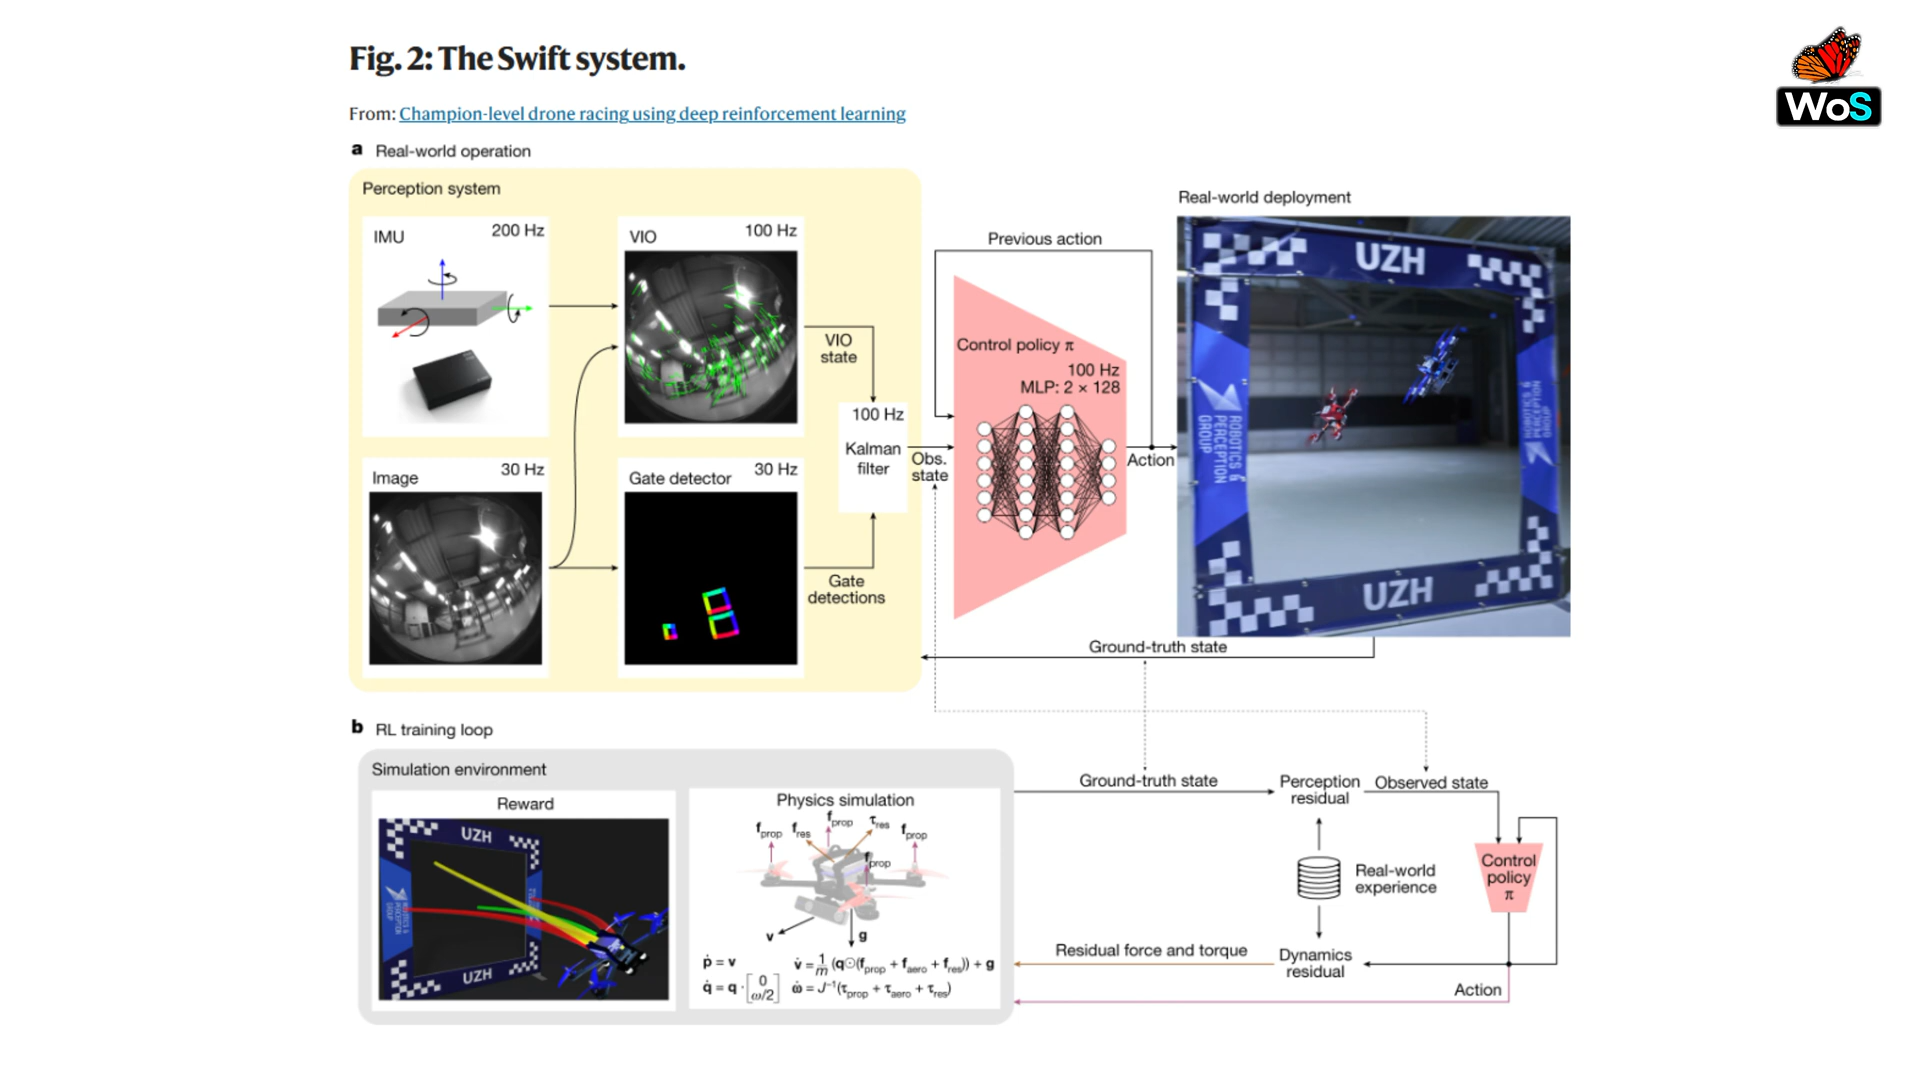 Fig. 2: The Swift system.
WoS
From: Champion-level drone racing using deep reinforcement learning
a Real-world operation
Perception system
IMU 200 Hz
VIO 100 Hz
Image 30 Hz
Gate detector 30 Hz
VIO
state
100 Hz
Kalman
filter
Gate
detections
Obs.
state
Previous action
Control policy π
100 Hz
MLP: 2 × 128
Action
Real-world deployment
UZH
ROBOTICS &
PERCEPTION
GROUP
ROBOTICS &
PERCEPTION
GROUP
UZH
Ground-truth state
b RL training loop
Simulation environment
Reward
UZH
UZH
Physics simulation
f_prop f_res f_prop τ_res f_prop
f_prop
v
g
ṗ = v
v̇ = 1/m (q⊙(f_prop + f_aero + f_res)) + g
q̇ = q · [0 ω/2]
ω̇ = J⁻¹(τ_prop + τ_aero + τ_res)
Ground-truth state
Perception
residual
Observed state
Real-world
experience
Control
policy
π
Residual force and torque
Dynamics
residual
Action